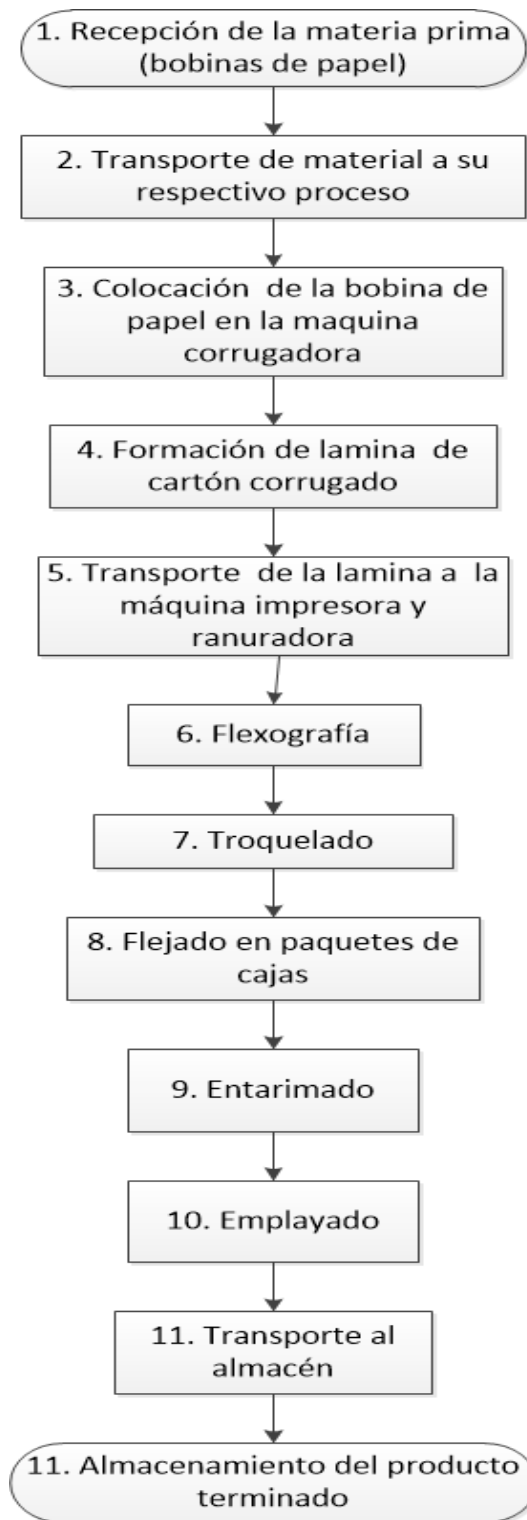 1. Recepción de la materia prima
(bobinas de papel)
2. Transporte de material a su
respectivo proceso
3. Colocación de la bobina de
papel en la maquina
corrugadora
4. Formación de lamina de
cartón corrugado
5. Transporte de la lamina a la
máquina impresora y
ranuradora
6. Flexografía
7. Troquelado
8. Flejado en paquetes de
cajas
9. Entarimado
10. Emplayado
11. Transporte al
almacén
11. Almacenamiento del producto
terminado